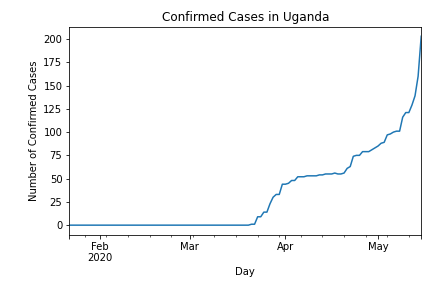 Confirmed Cases in Uganda
Number of Confirmed Cases
200
175
150
125
100
75
50
25
0
Feb
2020
Mar
Apr
May
Day